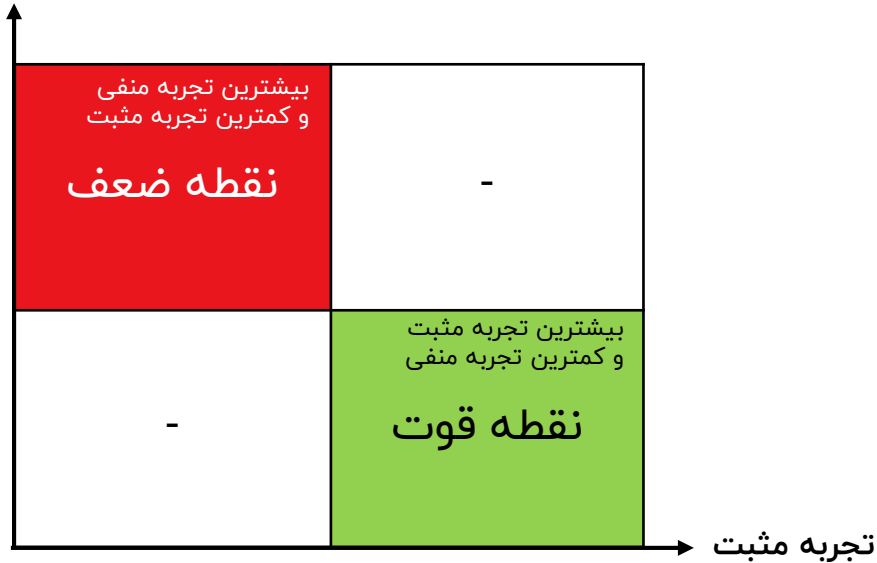 بیشترین تجربه منفی
و کمترین تجربه مثبت
نقطه ضعف
-
بیشترین تجربه مثبت
و کمترین تجربه منفی
نقطه قوت
-
تجربه مثبت